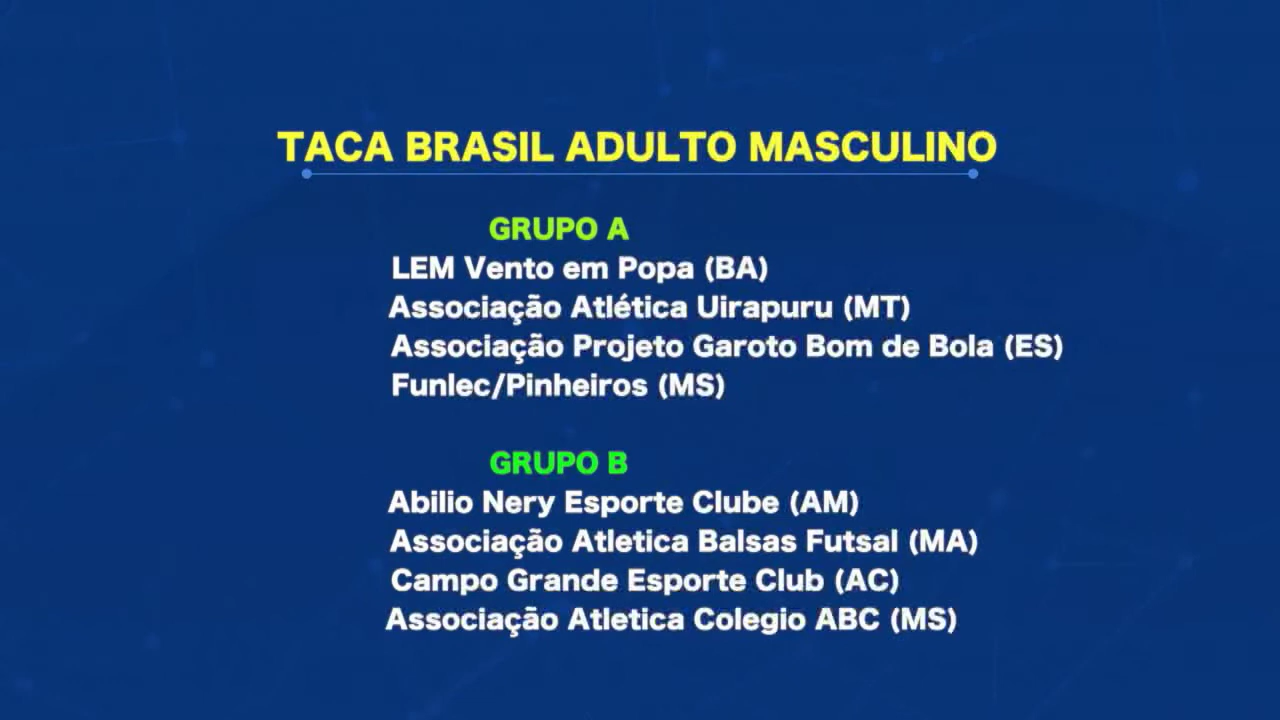 TACA BRASIL ADULTO MASCULINO
GRUPO A
LEM Vento em Popa (BA)
Associação Atlética Uirapuru (MT)
Associação Projeto Garoto Bom de Bola (ES)
Funlec/Pinheiros (MS)
GRUPO B
Abilio Nery Esporte Clube (AM)
Associação Atletica Balsas Futsal (MA)
Campo Grande Esporte Club (AC)
Associação Atletica Colegio ABC (MS)